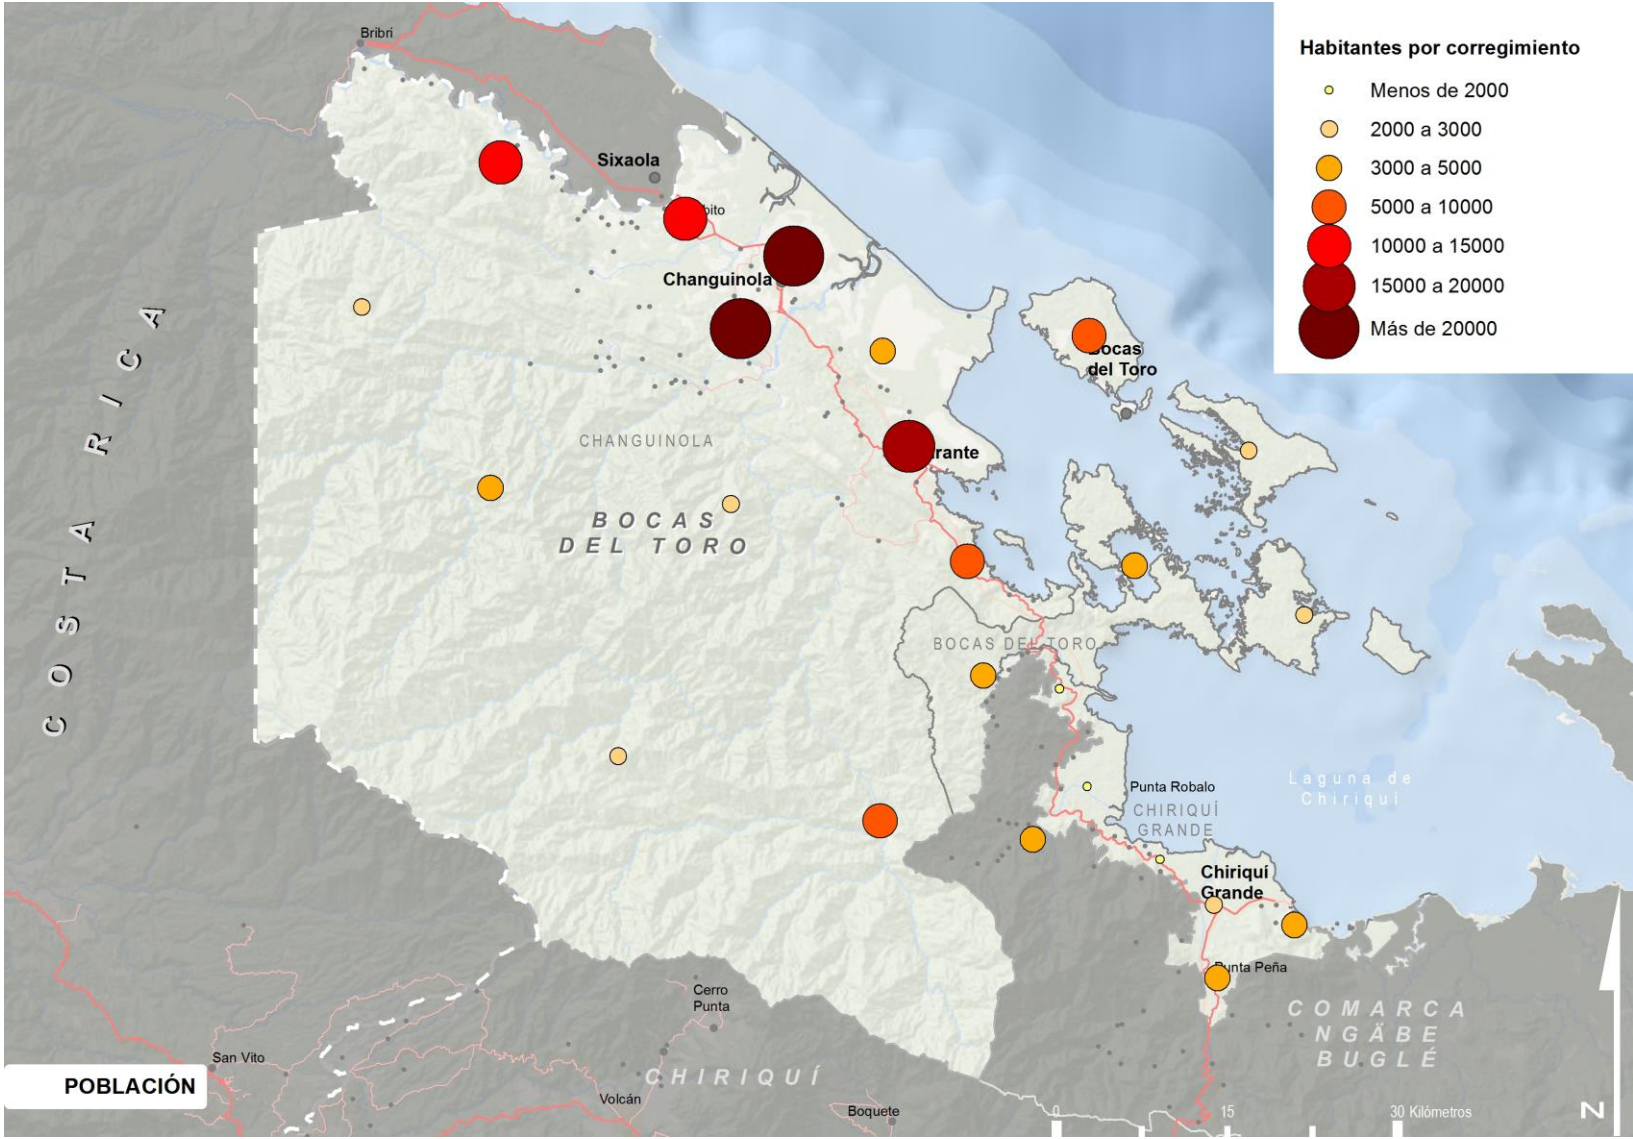 Bribri
Habitantes por corregimiento
Menos de 2000
2000 a 3000
3000 a 5000
5000 a 10000
10000 a 15000
15000 a 20000
Más de 20000
Sixaola
bito
Changuinola
COSTA RICA
Bocas
del Toro
CHANGUINOLA
rante
BOCAS
DEL TORO
BOCAS DEL TORO
Laguna de
Chiriquí
Punta Robalo
CHIRIQUÍ
GRANDE
Chiriquí
Grande
Punta Peña
Cerro
Punta
COMARCA
NGÄBE
BUGLÉ
San Vito
CHIRIQUÍ
POBLACIÓN
Volcán
Boquete
0 15 30 Kilómetros
N